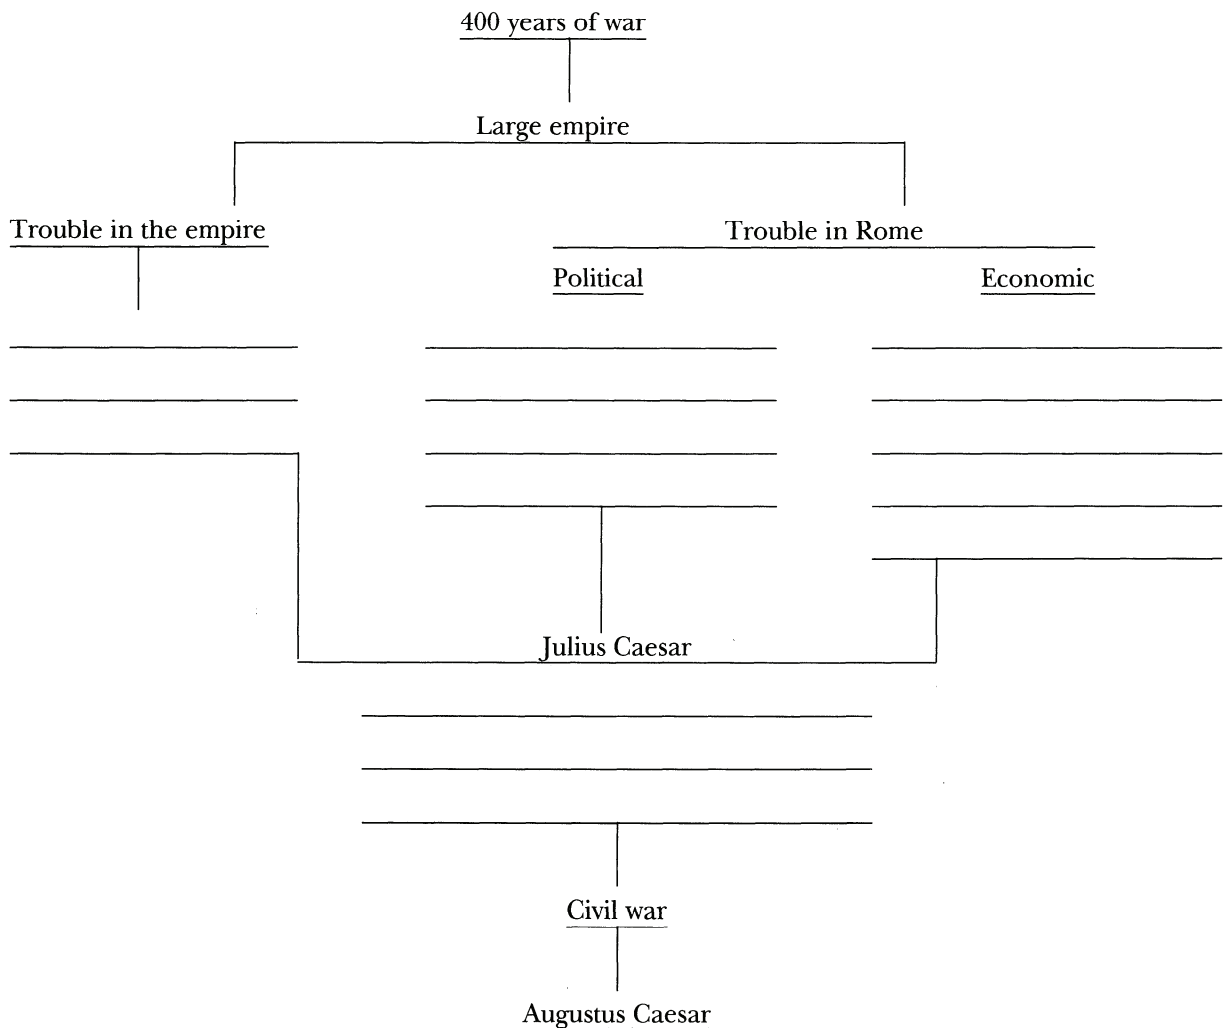 400 years of war
Large empire
Trouble in the empire
Trouble in Rome
Political
Economic
Julius Caesar
Civil war
Augustus Caesar